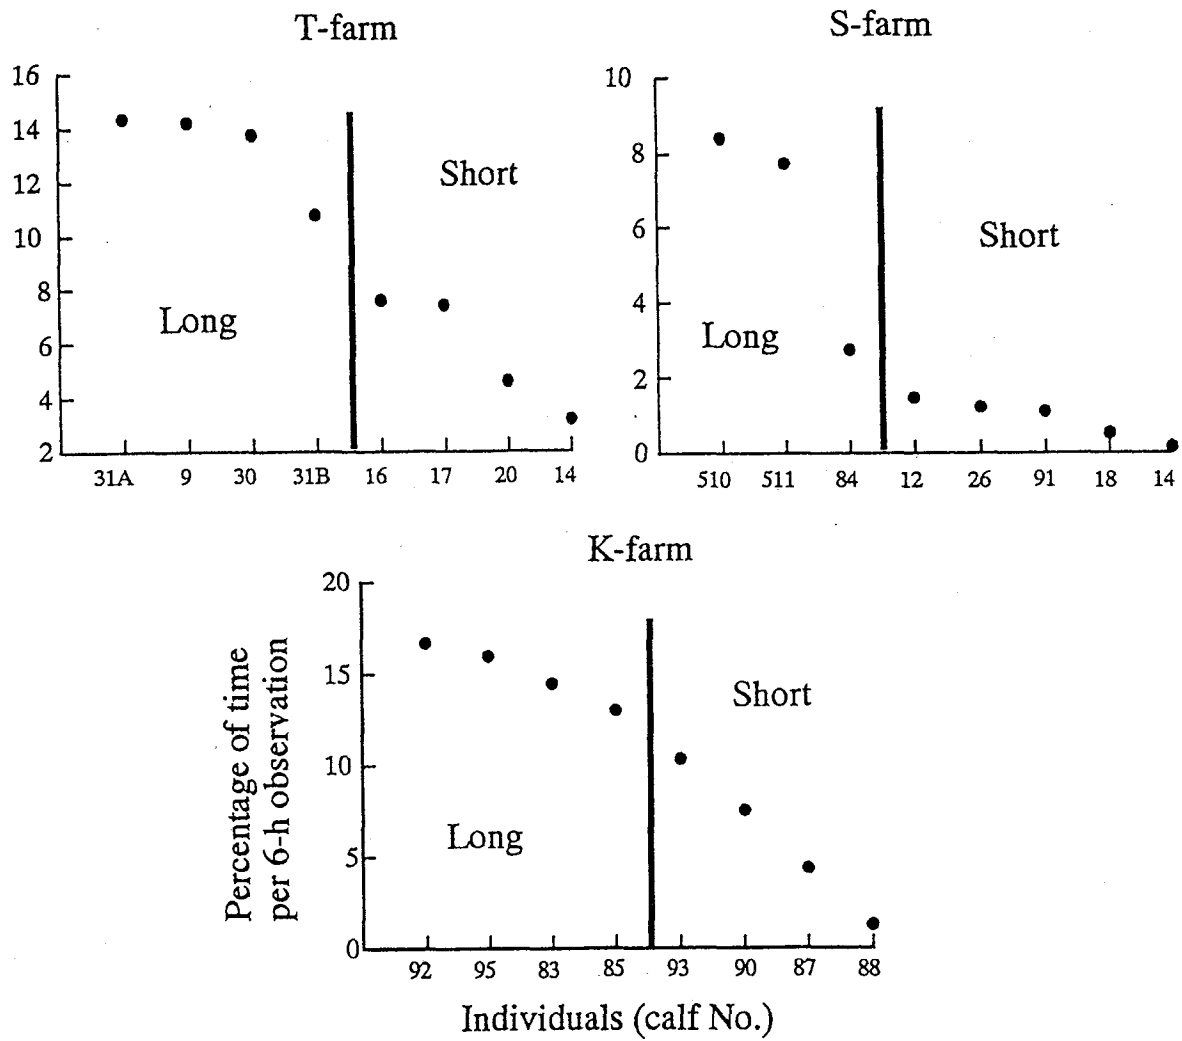 T-farm
16
14
12
10
8
6
4
2
Long
Short
31A 9 30 31B 16 17 20 14
S-farm
10
8
6
4
2
0
Long
Short
510 511 84 12 26 91 18 14
K-farm
20
15
10
5
0
Percentage of time
per 6-h observation
Long
Short
92 95 83 85 93 90 87 88
Individuals (calf No.)